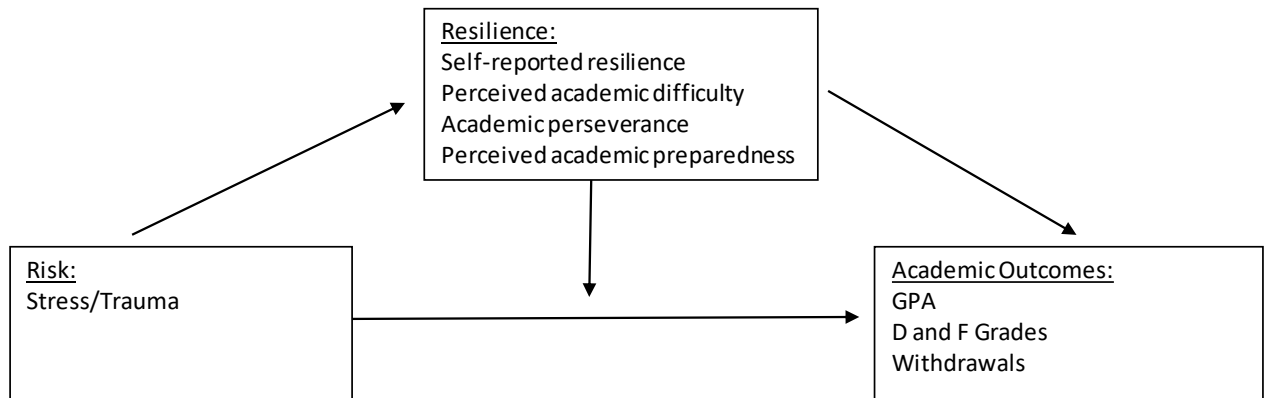 Resilience:
Self-reported resilience
Perceived academic difficulty
Academic perseverance
Perceived academic preparedness
Risk:
Stress/Trauma
Academic Outcomes:
GPA
D and F Grades
Withdrawals